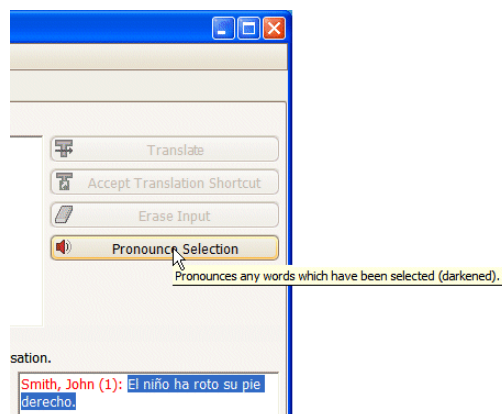 Translate
Accept Translation Shortcut
Erase Input
Pronounce Selection
Pronounces any words which have been selected (darkened).
sation.
Smith, John (1): El niño ha roto su pie
derecho.